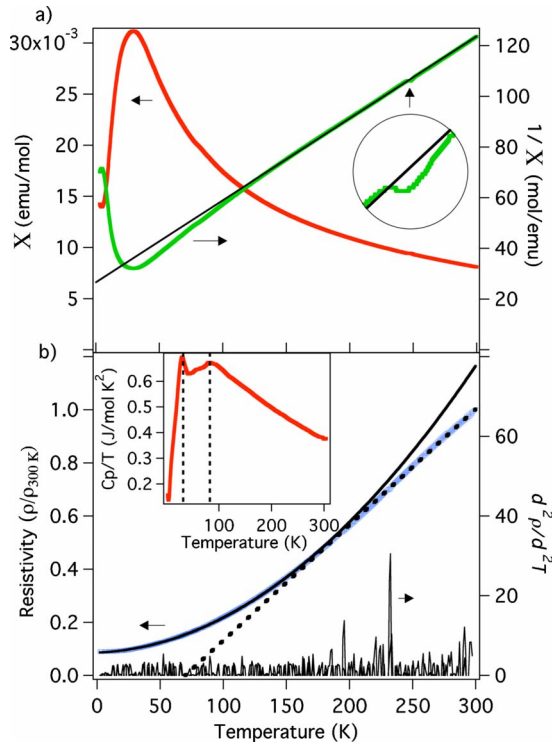 a)
30x10⁻³
25
20
15
10
5
X (emu/mol)
120
100
80
60
40
20
1/X (mol/emu)
b)
1.0
0.8
0.6
0.4
0.2
0.0
Resistivity (ρ/ρ300 K)
0.6
0.5
0.4
0.3
0.2
Cp/T (J/mol K²)
100
200
300
Temperature (K)
60
40
20
0
d²ρ/d²T
0 50 100 150 200 250 300
Temperature (K)